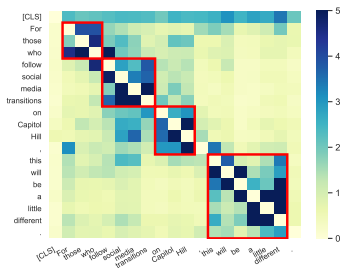 [CLS]
For
those
who
follow
social
media
transitions
on
Capitol
Hill
,
this
will
be
a
little
different
.
[CLS]
For
those
who
follow
social
media
transitions
on
Capitol
Hill
,
this
will
be
a
little
different
.
5
4
3
2
1
0